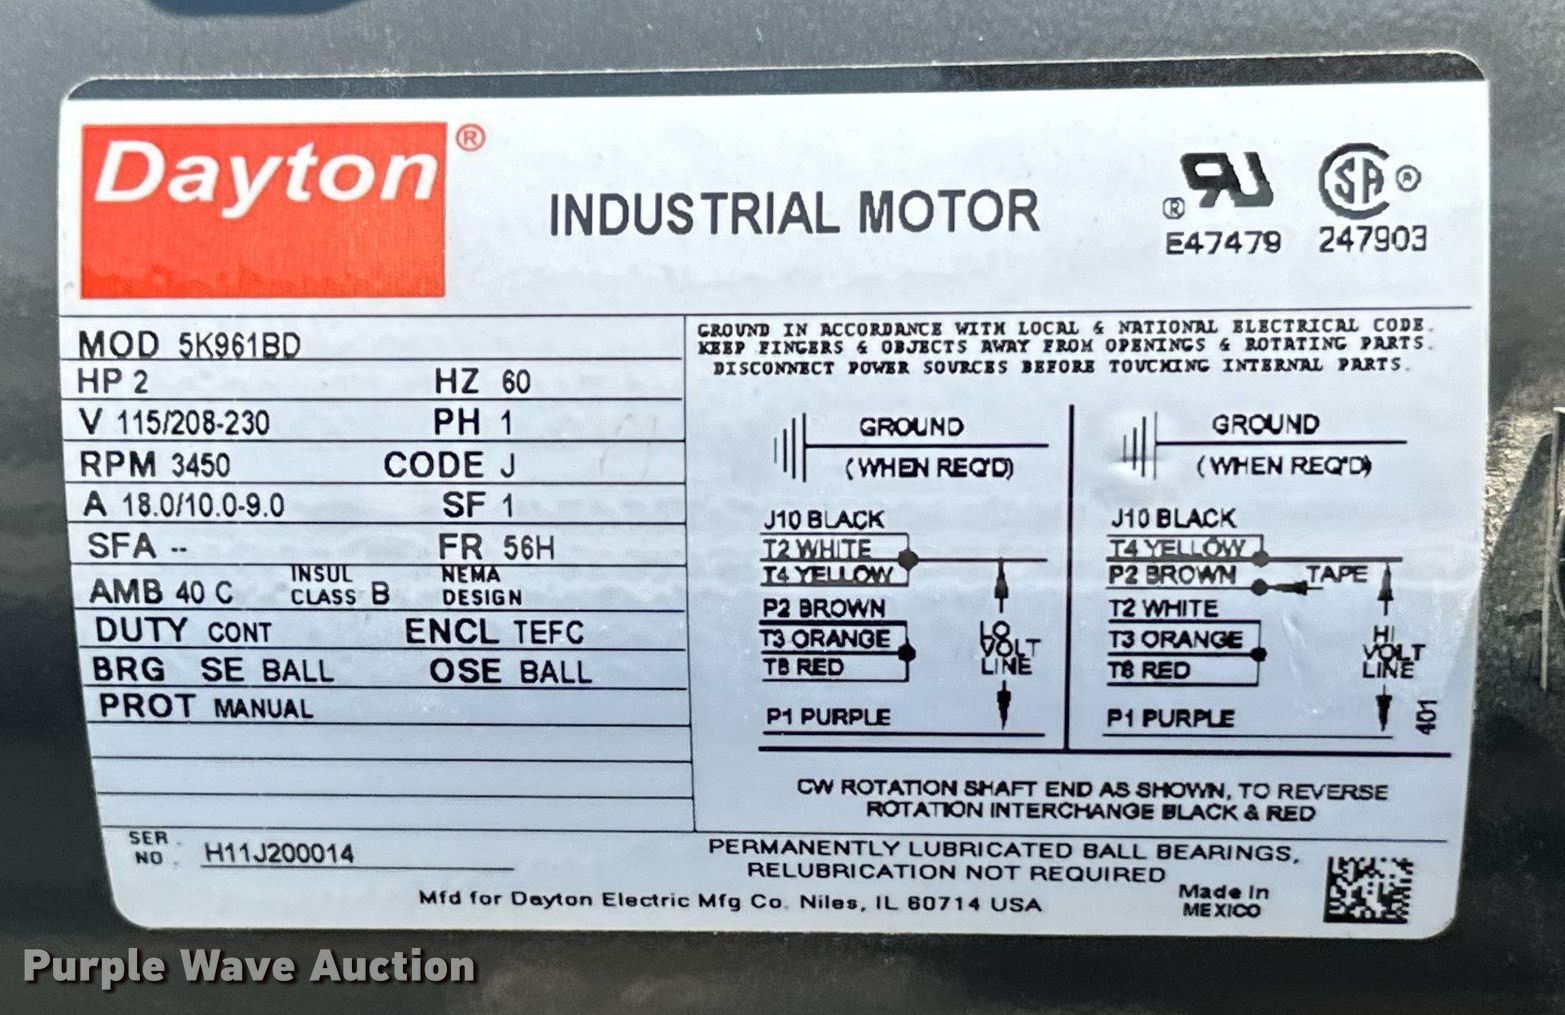 Dayton ®
INDUSTRIAL MOTOR
® E47479
SA ® 247903
MOD 5K961BD
HP 2 HZ 60
V 115/208-230 PH 1
RPM 3450 CODE J
A 18.0/10.0-9.0 SF 1
SFA -- FR 56H
AMB 40 C INSUL CLASS B NEMA DESIGN
DUTY CONT ENCL TEFC
BRG SE BALL OSE BALL
PROT MANUAL
SER NO. H11J200014
GROUND IN ACCORDANCE WITH LOCAL & NATIONAL ELECTRICAL CODE.
KEEP FINGERS & OBJECTS AWAY FROM OPENINGS & ROTATING PARTS.
DISCONNECT POWER SOURCES BEFORE TOUCHING INTERNAL PARTS.
GROUND
(WHEN REQ'D)
J10 BLACK
T2 WHITE
T4 YELLOW
P2 BROWN
T3 ORANGE
T8 RED
P1 PURPLE
LO
VOLT
LINE
GROUND
(WHEN REQ'D)
J10 BLACK
T4 YELLOW
P2 BROWN TAPE
T2 WHITE
T3 ORANGE
T8 RED
P1 PURPLE
HI
VOLT
LINE
401
CW ROTATION SHAFT END AS SHOWN, TO REVERSE
ROTATION INTERCHANGE BLACK & RED
PERMANENTLY LUBRICATED BALL BEARINGS,
RELUBRICATION NOT REQUIRED
Made in
MEXICO
Mfd for Dayton Electric Mfg Co. Niles, IL 60714 USA
Purple Wave Auction